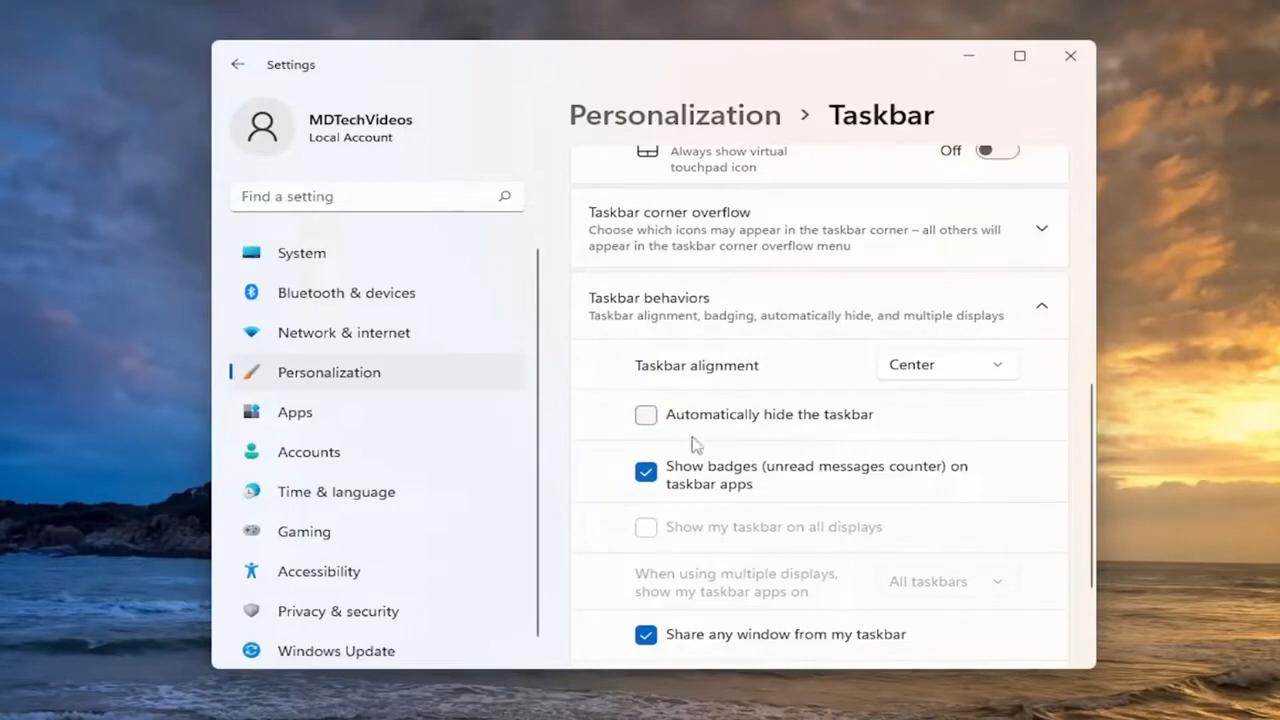 Settings
MDTechVideos
Local Account
Find a setting
System
Bluetooth & devices
Network & internet
Personalization
Apps
Accounts
Time & language
Gaming
Accessibility
Privacy & security
Windows Update
Personalization > Taskbar
Always show virtual
touchpad icon
Off
Taskbar corner overflow
Choose which icons may appear in the taskbar corner – all others will
appear in the taskbar corner overflow menu
Taskbar behaviors
Taskbar alignment, badging, automatically hide, and multiple displays
Taskbar alignment
Center
Automatically hide the taskbar
Show badges (unread messages counter) on
taskbar apps
Show my taskbar on all displays
When using multiple displays,
show my taskbar apps on
All taskbars
Share any window from my taskbar